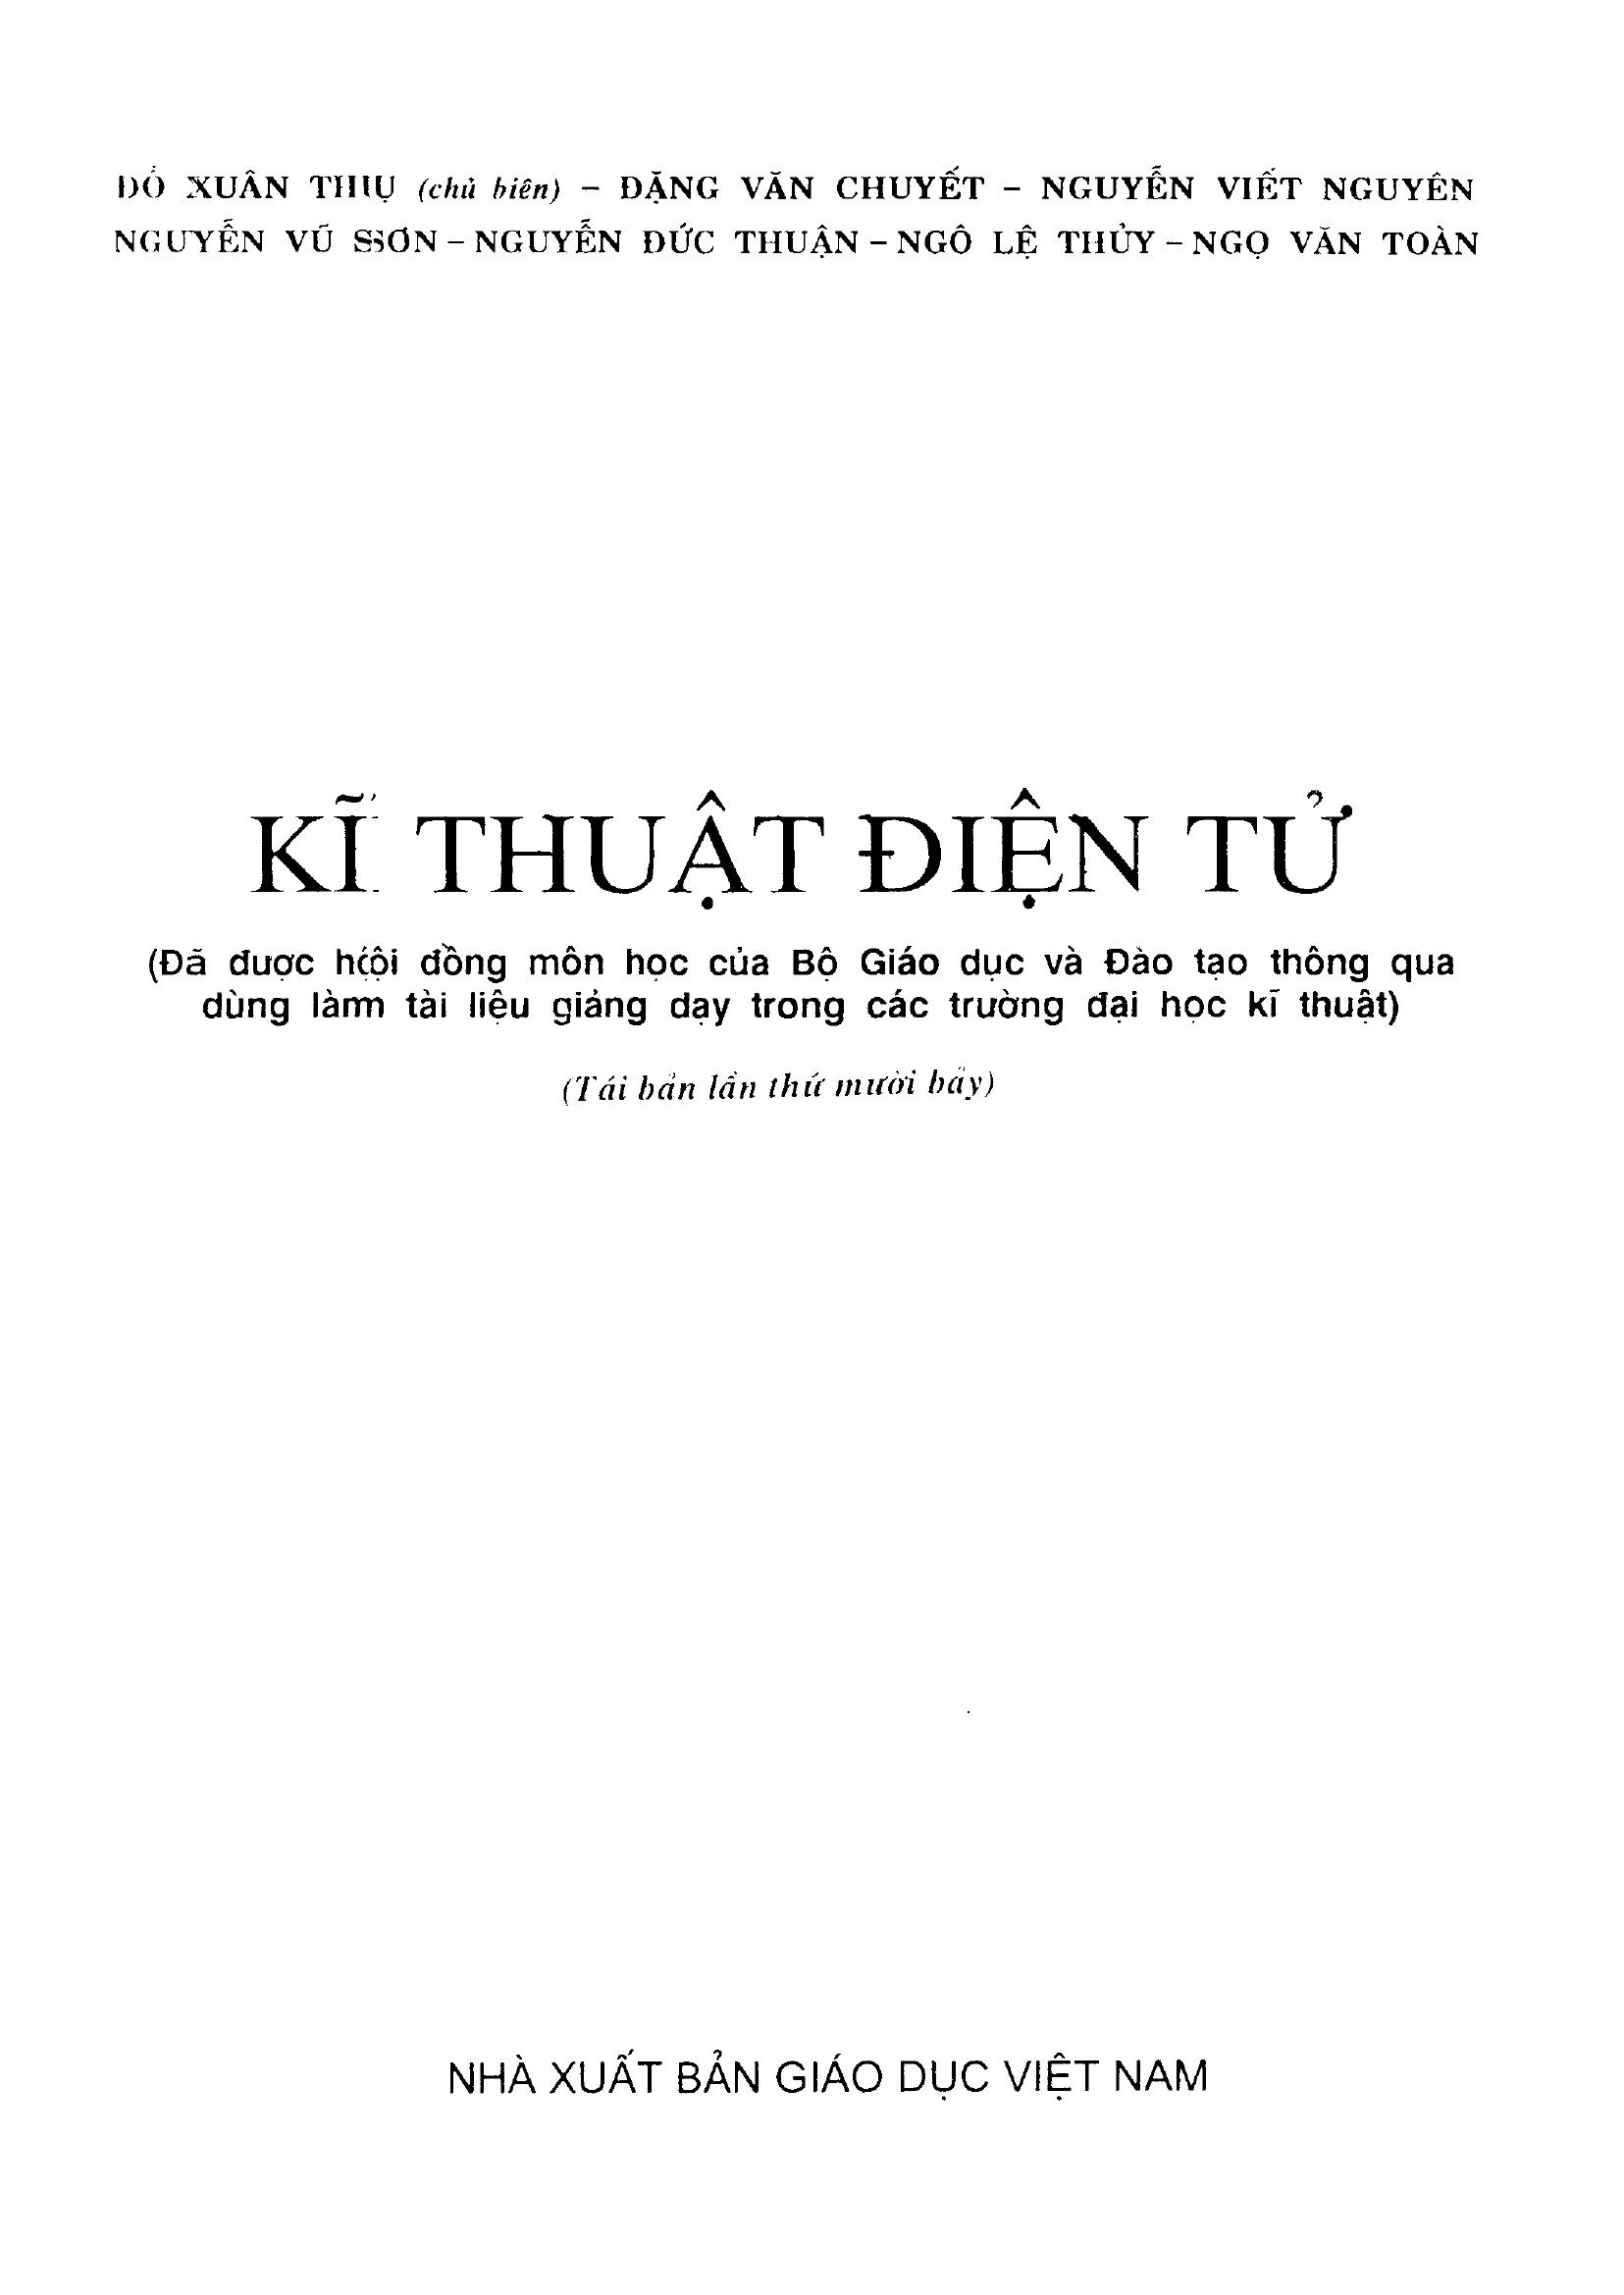 ĐỖ XUÂN THỤ (chủ biên) – ĐẶNG VĂN CHUYẾT – NGUYỄN VIẾT NGUYÊN
NGUYỄN VŨ SƠN – NGUYỄN ĐỨC THUẬN – NGÔ LỆ THỦY – NGỌ VĂN TOÀN
KĨ THUẬT ĐIỆN TỬ
(Đã được hội đồng môn học của Bộ Giáo dục và Đào tạo thông qua
dùng làm tài liệu giảng dạy trong các trường đại học kĩ thuật)
(Tái bản lần thứ mười bảy)
NHÀ XUẤT BẢN GIÁO DỤC VIỆT NAM